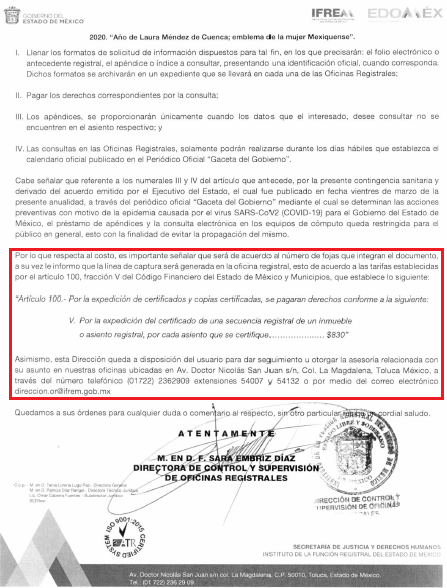 GOBIERNO DEL
ESTADO DE MÉXICO
IFREM
EDOMÉX
2020. "Año de Laura Méndez de Cuenca; emblema de la mujer Mexiquense".
I. Llenar los formatos de solicitud de información dispuestos para tal fin, en los que precisarán: el folio electrónico o
antecedente registral, el apéndice o índice a consultar, presentando una identificación oficial, cuando corresponda.
Dichos formatos se archivarán en un expediente que se llevará en cada una de las Oficinas Registrales;
II. Pagar los derechos correspondientes por la consulta;
III. Los apéndices, se proporcionarán únicamente cuando los datos que el interesado, desee consultar no se
encuentren en el asiento respectivo; y
IV. Las consultas en las Oficinas Registrales, solamente podrán realizarse durante los días hábiles que establezca el
calendario oficial publicado en el Periódico Oficial "Gaceta del Gobierno".
Cabe señalar que referente a los numerales III y IV del artículo que antecede, por la presente contingencia sanitaria y
derivado del acuerdo emitido por el Ejecutivo del Estado, el cual fue publicado en fecha vientres de marzo de
la presente anualidad, a través del periódico oficial "Gaceta del Gobierno" mediante el cual se determinan las acciones
preventivas con motivo de la epidemia causada por el virus SARS-CoV2 (COVID-19) para el Gobierno del Estado de
México, el préstamo de apéndices y la consulta electrónica en los equipos de cómputo queda restringida para el
público en general, esto con la finalidad de evitar la propagación del mismo.
Por lo que respecta al costo, es importante señalar que será de acuerdo al número de fojas que integran el documento,
a su vez le informo que la línea de captura será generada en la oficina registral, esto de acuerdo a las tarifas establecidas
por el artículo 100, fracción V del Código Financiero del Estado de México y Municipios, que establece lo siguiente:
"Artículo 100.- Por la expedición de certificados y copias certificadas, se pagaran derechos conforme a la siguiente:
V. Por la expedición del certificado de una secuencia registral de un inmueble
o asiento registral, por cada asiento que se certifique..................... $830"
Asimismo, esta Dirección queda a disposición del usuario para dar seguimiento u otorgar la asesoría relacionada con
su asunto en nuestras oficinas ubicadas en Av. Doctor Nicolás San Juan s/n, Col. La Magdalena, Toluca México, a
través del número telefónico (01722) 2362909 extensiones 54007 y 54132 o por medio del correo electrónico
direccion.or@ifrem.gob.mx
Quedamos a sus órdenes para cualquier duda o comentario al respecto, sin otro particular cordial saludo.
ATENTAMENTE
M. EN D. F. SARA EMBRIZ DÍAZ
DIRECTORA DE CONTROL Y SUPERVISIÓN
DE OFICINAS REGISTRALES
DIRECCIÓN DE CONTROL Y
SUPERVISIÓN DE OFICINAS
ISO 9001:2015
ATR
SECRETARÍA DE JUSTICIA Y DERECHOS HUMANOS
INSTITUTO DE LA FUNCIÓN REGISTRAL DEL ESTADO DE MÉXICO
Av. Doctor Nicolás San Juan s/n col. La Magdalena, C.P. 50010, Toluca, Estado de México.
Tel.: (01 722) 236 29 09